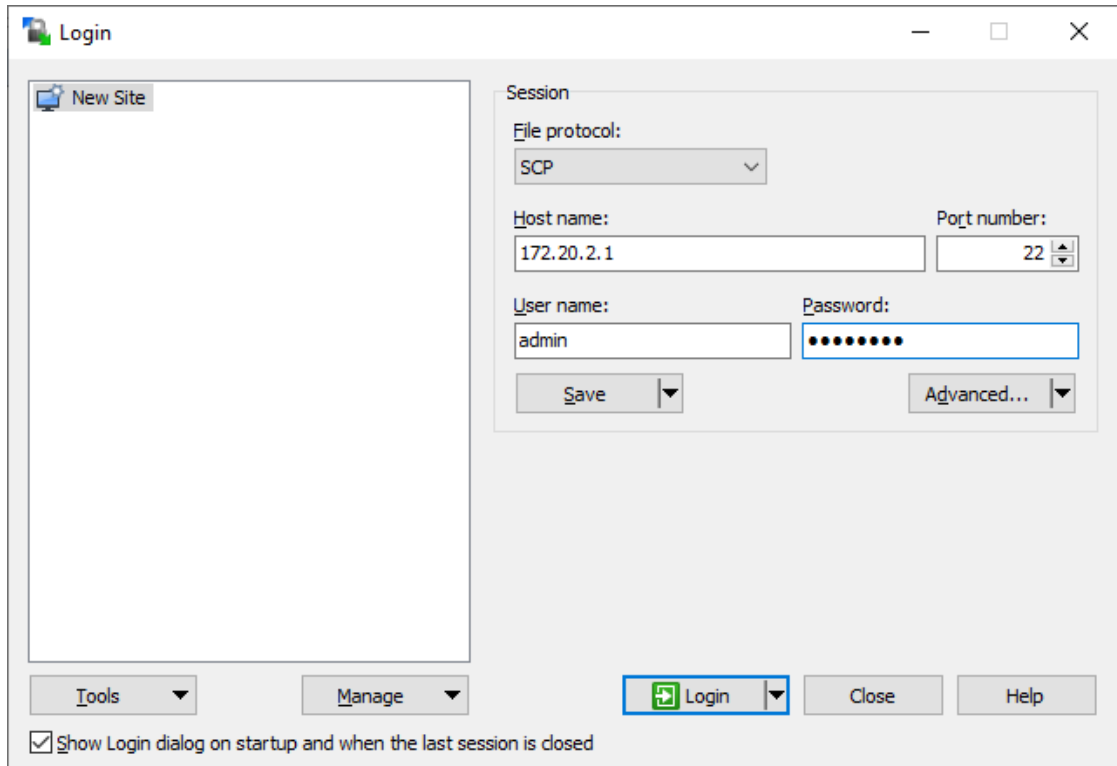 Login
New Site
Session
File protocol:
SCP
Host name:
Port number:
172.20.2.1
22
User name:
Password:
admin
••••••••
Save
Advanced...
Tools
Manage
Login
Close
Help
Show Login dialog on startup and when the last session is closed